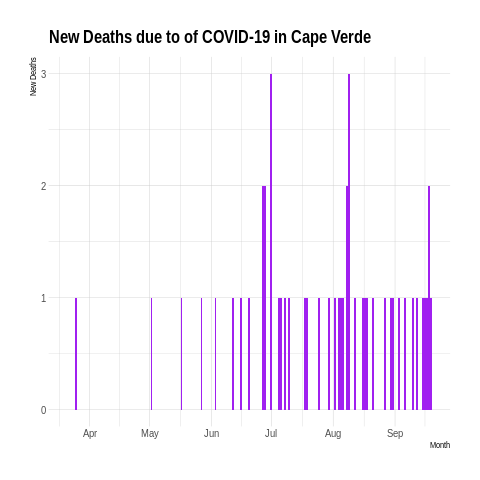 New Deaths due to of COVID-19 in Cape Verde
New Deaths
3
2
1
0
Apr May Jun Jul Aug Sep
Month